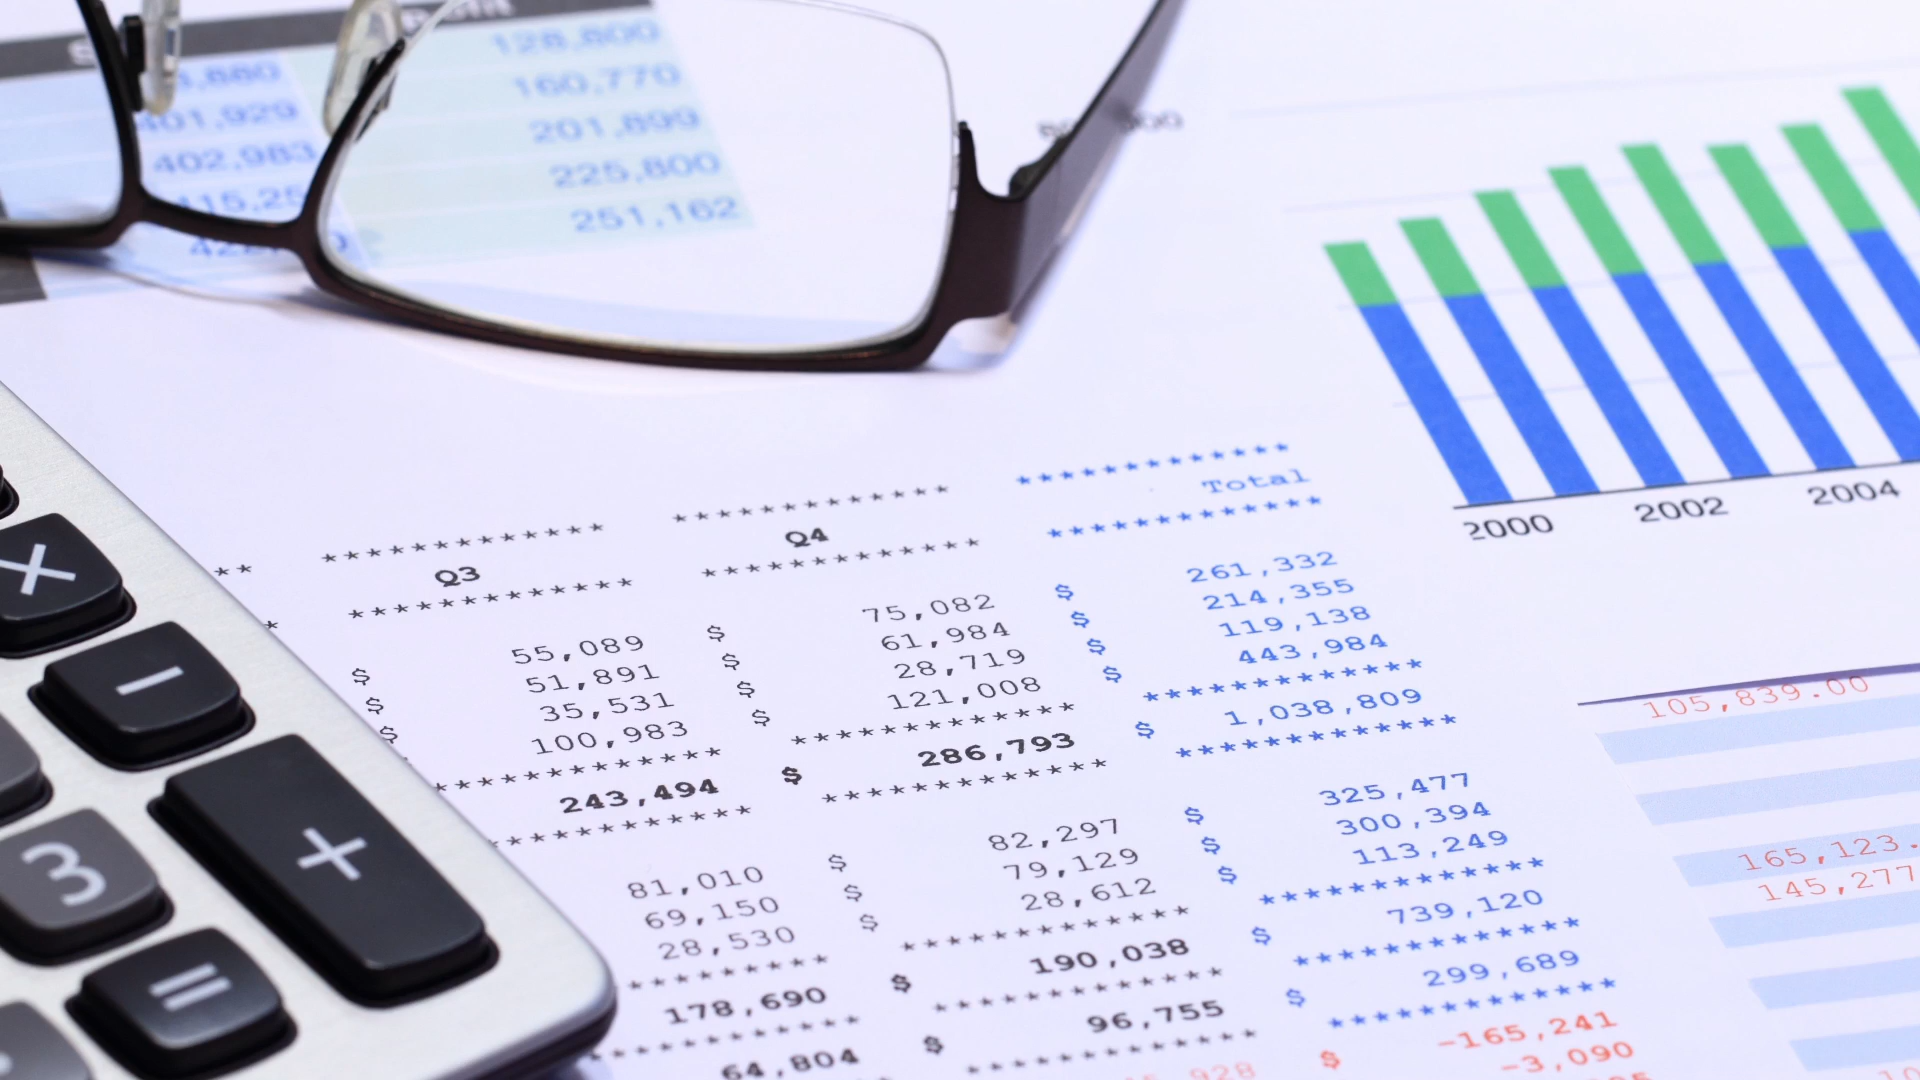 128,800
160,770
401,929 201,899
402,983 225,800
251,162
2000 2002 2004
************* Total
************ *************
************* Q4
** Q3 ************
*************
261,332
75,082 $ 214,355
55,089 $ 61,984 $ 119,138
$ 51,891 $ 28,719 $ 443,984
$ 35,531 $ 121,008 $ *************
$ 100,983 $ ************* $ 1,038,809
************* $ 286,793 *************
243,494 *************
*************
325,477
82,297 $ 300,394
81,010 $ 79,129 $ 113,249
69,150 $ 28,612 $ *************
28,530 $ ************* 739,120
190,038 $ *************
178,690 $ ************* 299,689
96,755 $ *************
64,804 $ ************* -165,241
$ -3,090
105,839.00
165,123.
145,277
×
−
+
3
=